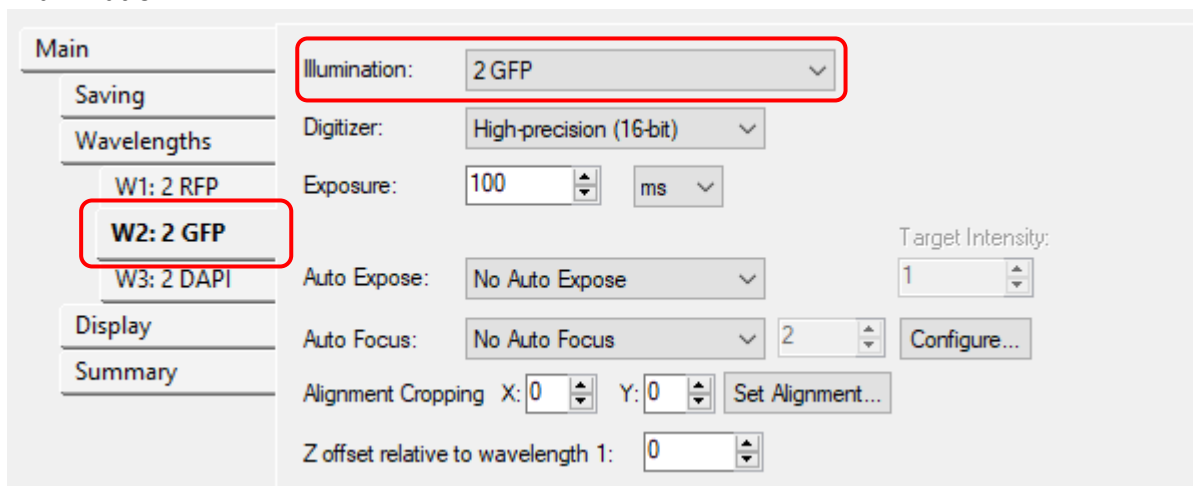 Main
Saving
Wavelengths
W1: 2 RFP
W2: 2 GFP
W3: 2 DAPI
Display
Summary
Illumination: 2 GFP
Digitizer: High-precision (16-bit)
Exposure: 100 ms
Target Intensity:
Auto Expose: No Auto Expose 1
Auto Focus: No Auto Focus 2 Configure...
Alignment Cropping X: 0 Y: 0 Set Alignment...
Z offset relative to wavelength 1: 0